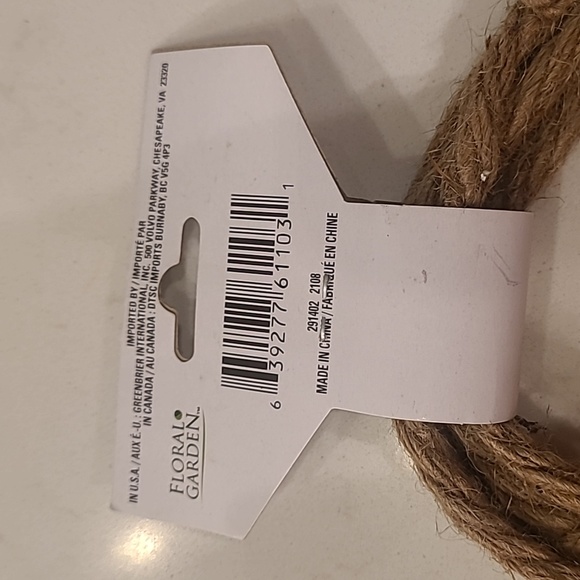 IMPORTED BY / IMPORTÉ PAR
IN U.S.A. / AUX É.-U.: GREENBRIER INTERNATIONAL, INC. 500 VOLVO PARKWAY, CHESAPEAKE, VA 23320
IN CANADA / AU CANADA: DTSC IMPORTS BURNABY, BC V5G 4P3
FLORAL
GARDEN™
6 39277 61103 1
291402 2108
MADE IN CHINA / FABRIQUÉ EN CHINE